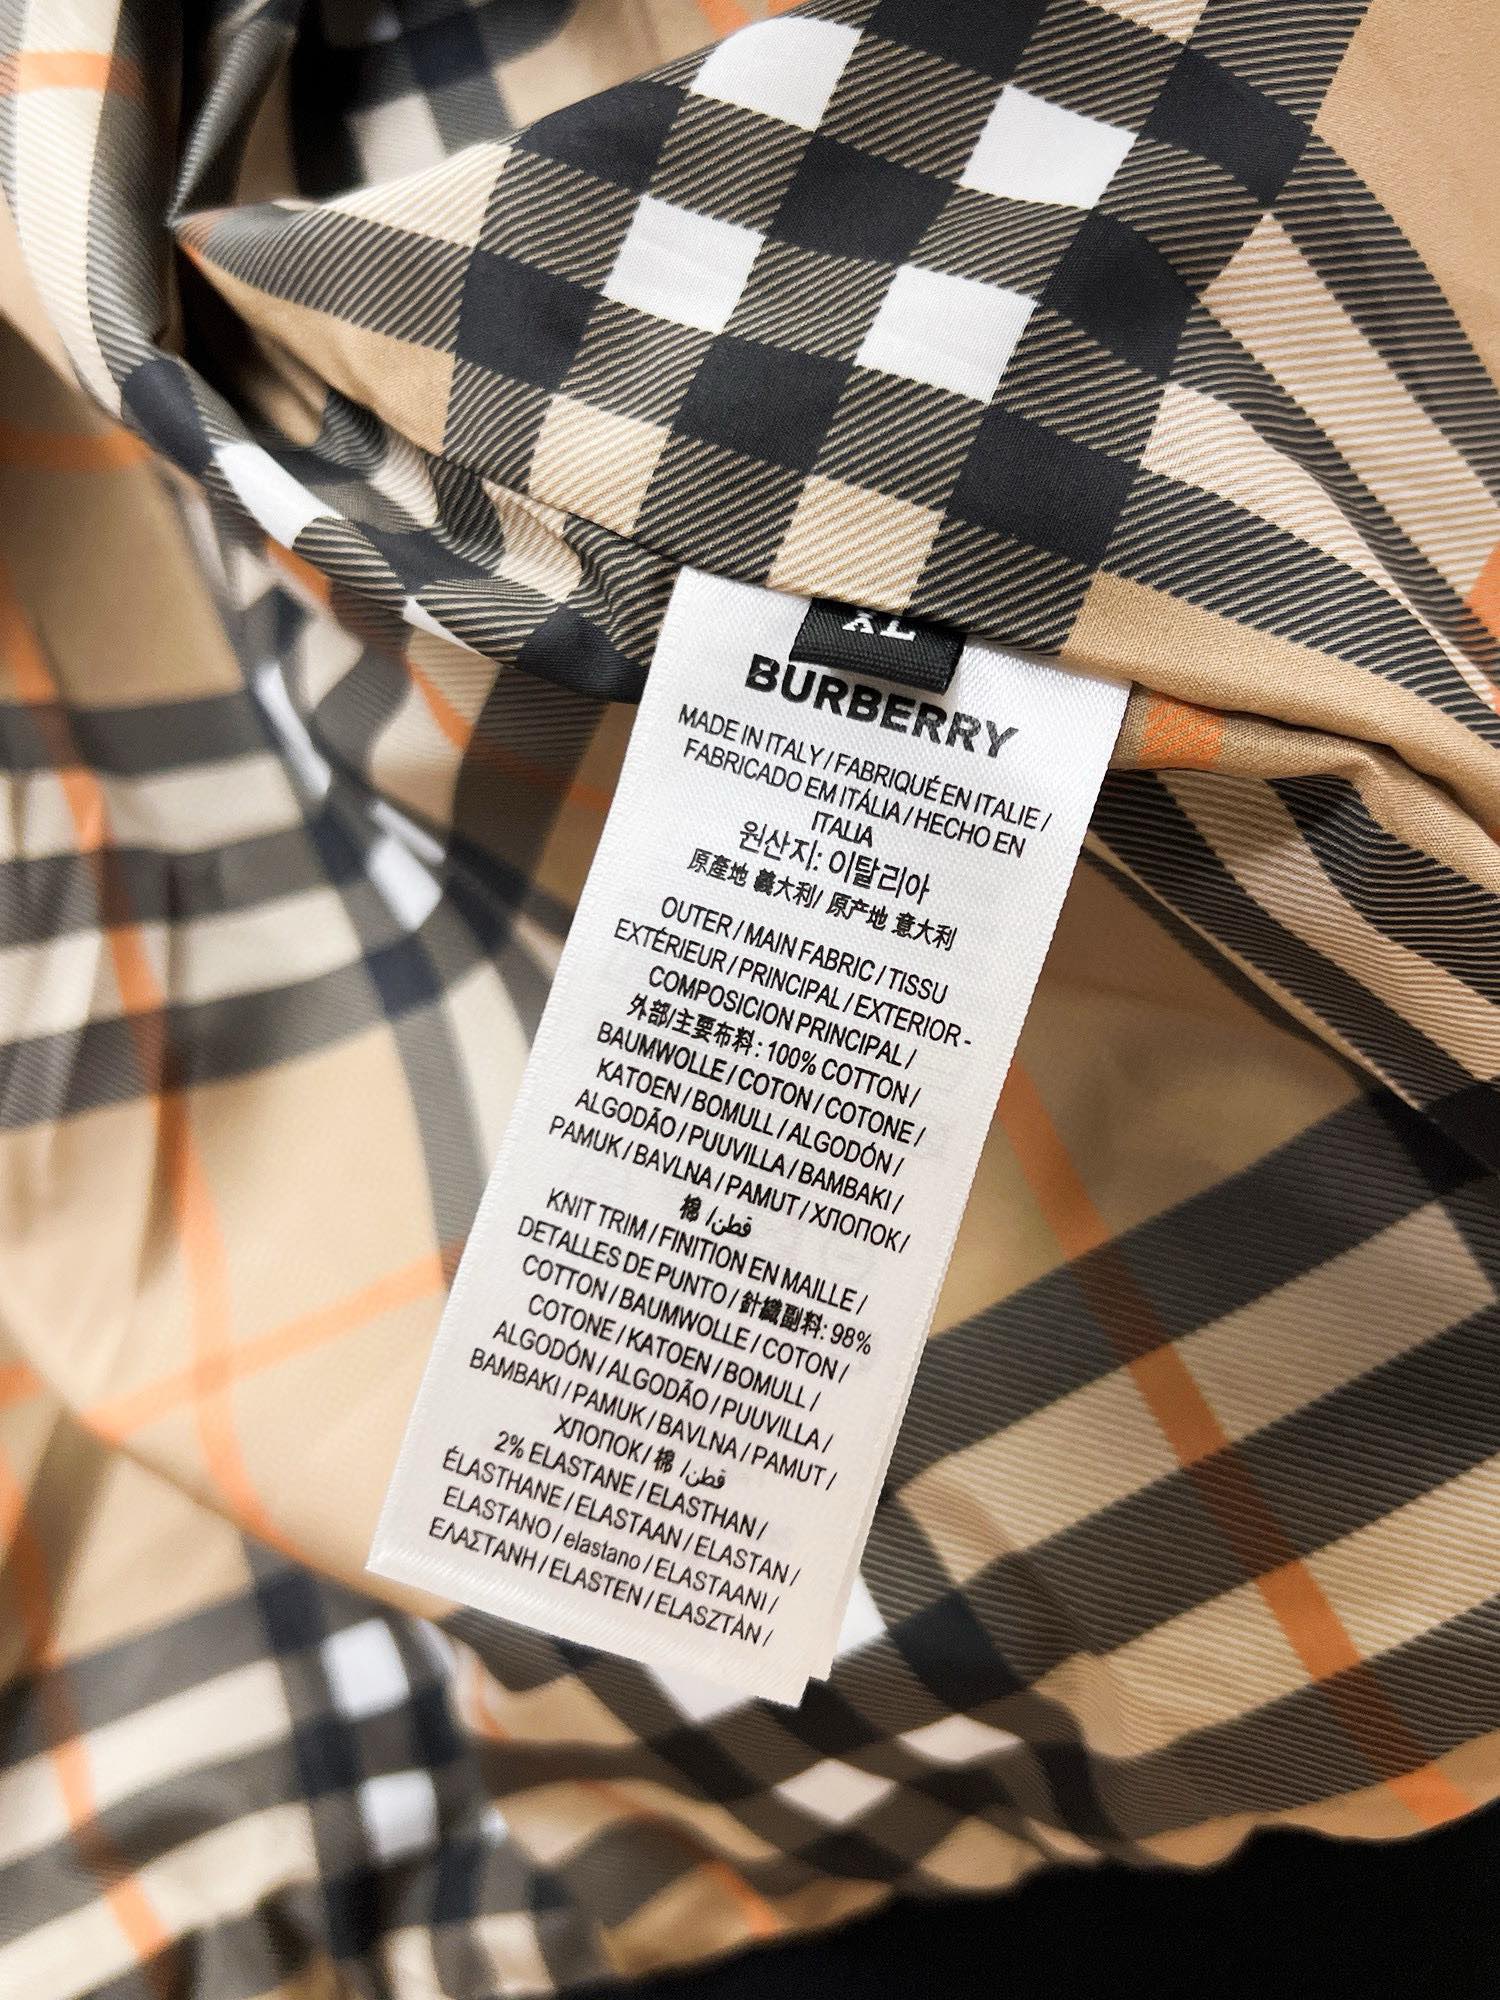 XL
BURBERRY
MADE IN ITALY / FABRIQUÉ EN ITALIE /
FABRICADO EM ITÁLIA / HECHO EN
ITALIA
원산지: 이탈리아
原產地 義大利/ 原产地 意大利
OUTER / MAIN FABRIC / TISSU
EXTÉRIEUR / PRINCIPAL / EXTERIOR -
COMPOSICION PRINCIPAL /
外部/主要布料 : 100% COTTON /
BAUMWOLLE / COTON / COTONE /
KATOEN / BOMULL / ALGODÓN /
ALGODÃO / PUUVILLA / BAMBAKI /
PAMUK / BAVLNA / PAMUT / ХЛОПОК /
棉 / قطن
KNIT TRIM / FINITION EN MAILLE /
DETALLES DE PUNTO / 針織副料: 98%
COTTON / BAUMWOLLE / COTON /
COTONE / KATOEN / BOMULL /
ALGODÓN / ALGODÃO / PUUVILLA /
BAMBAKI / PAMUK / BAVLNA / PAMUT /
ХЛОПОК / 棉 / قطن
2% ELASTANE / ELASTHAN /
ÉLASTHANE / ELASTAAN / ELASTAN /
ELASTANO / elastano / ELASTAANI /
ΕΛΑΣΤΑΝΗ / ELASTEN / ELASZTÀN /